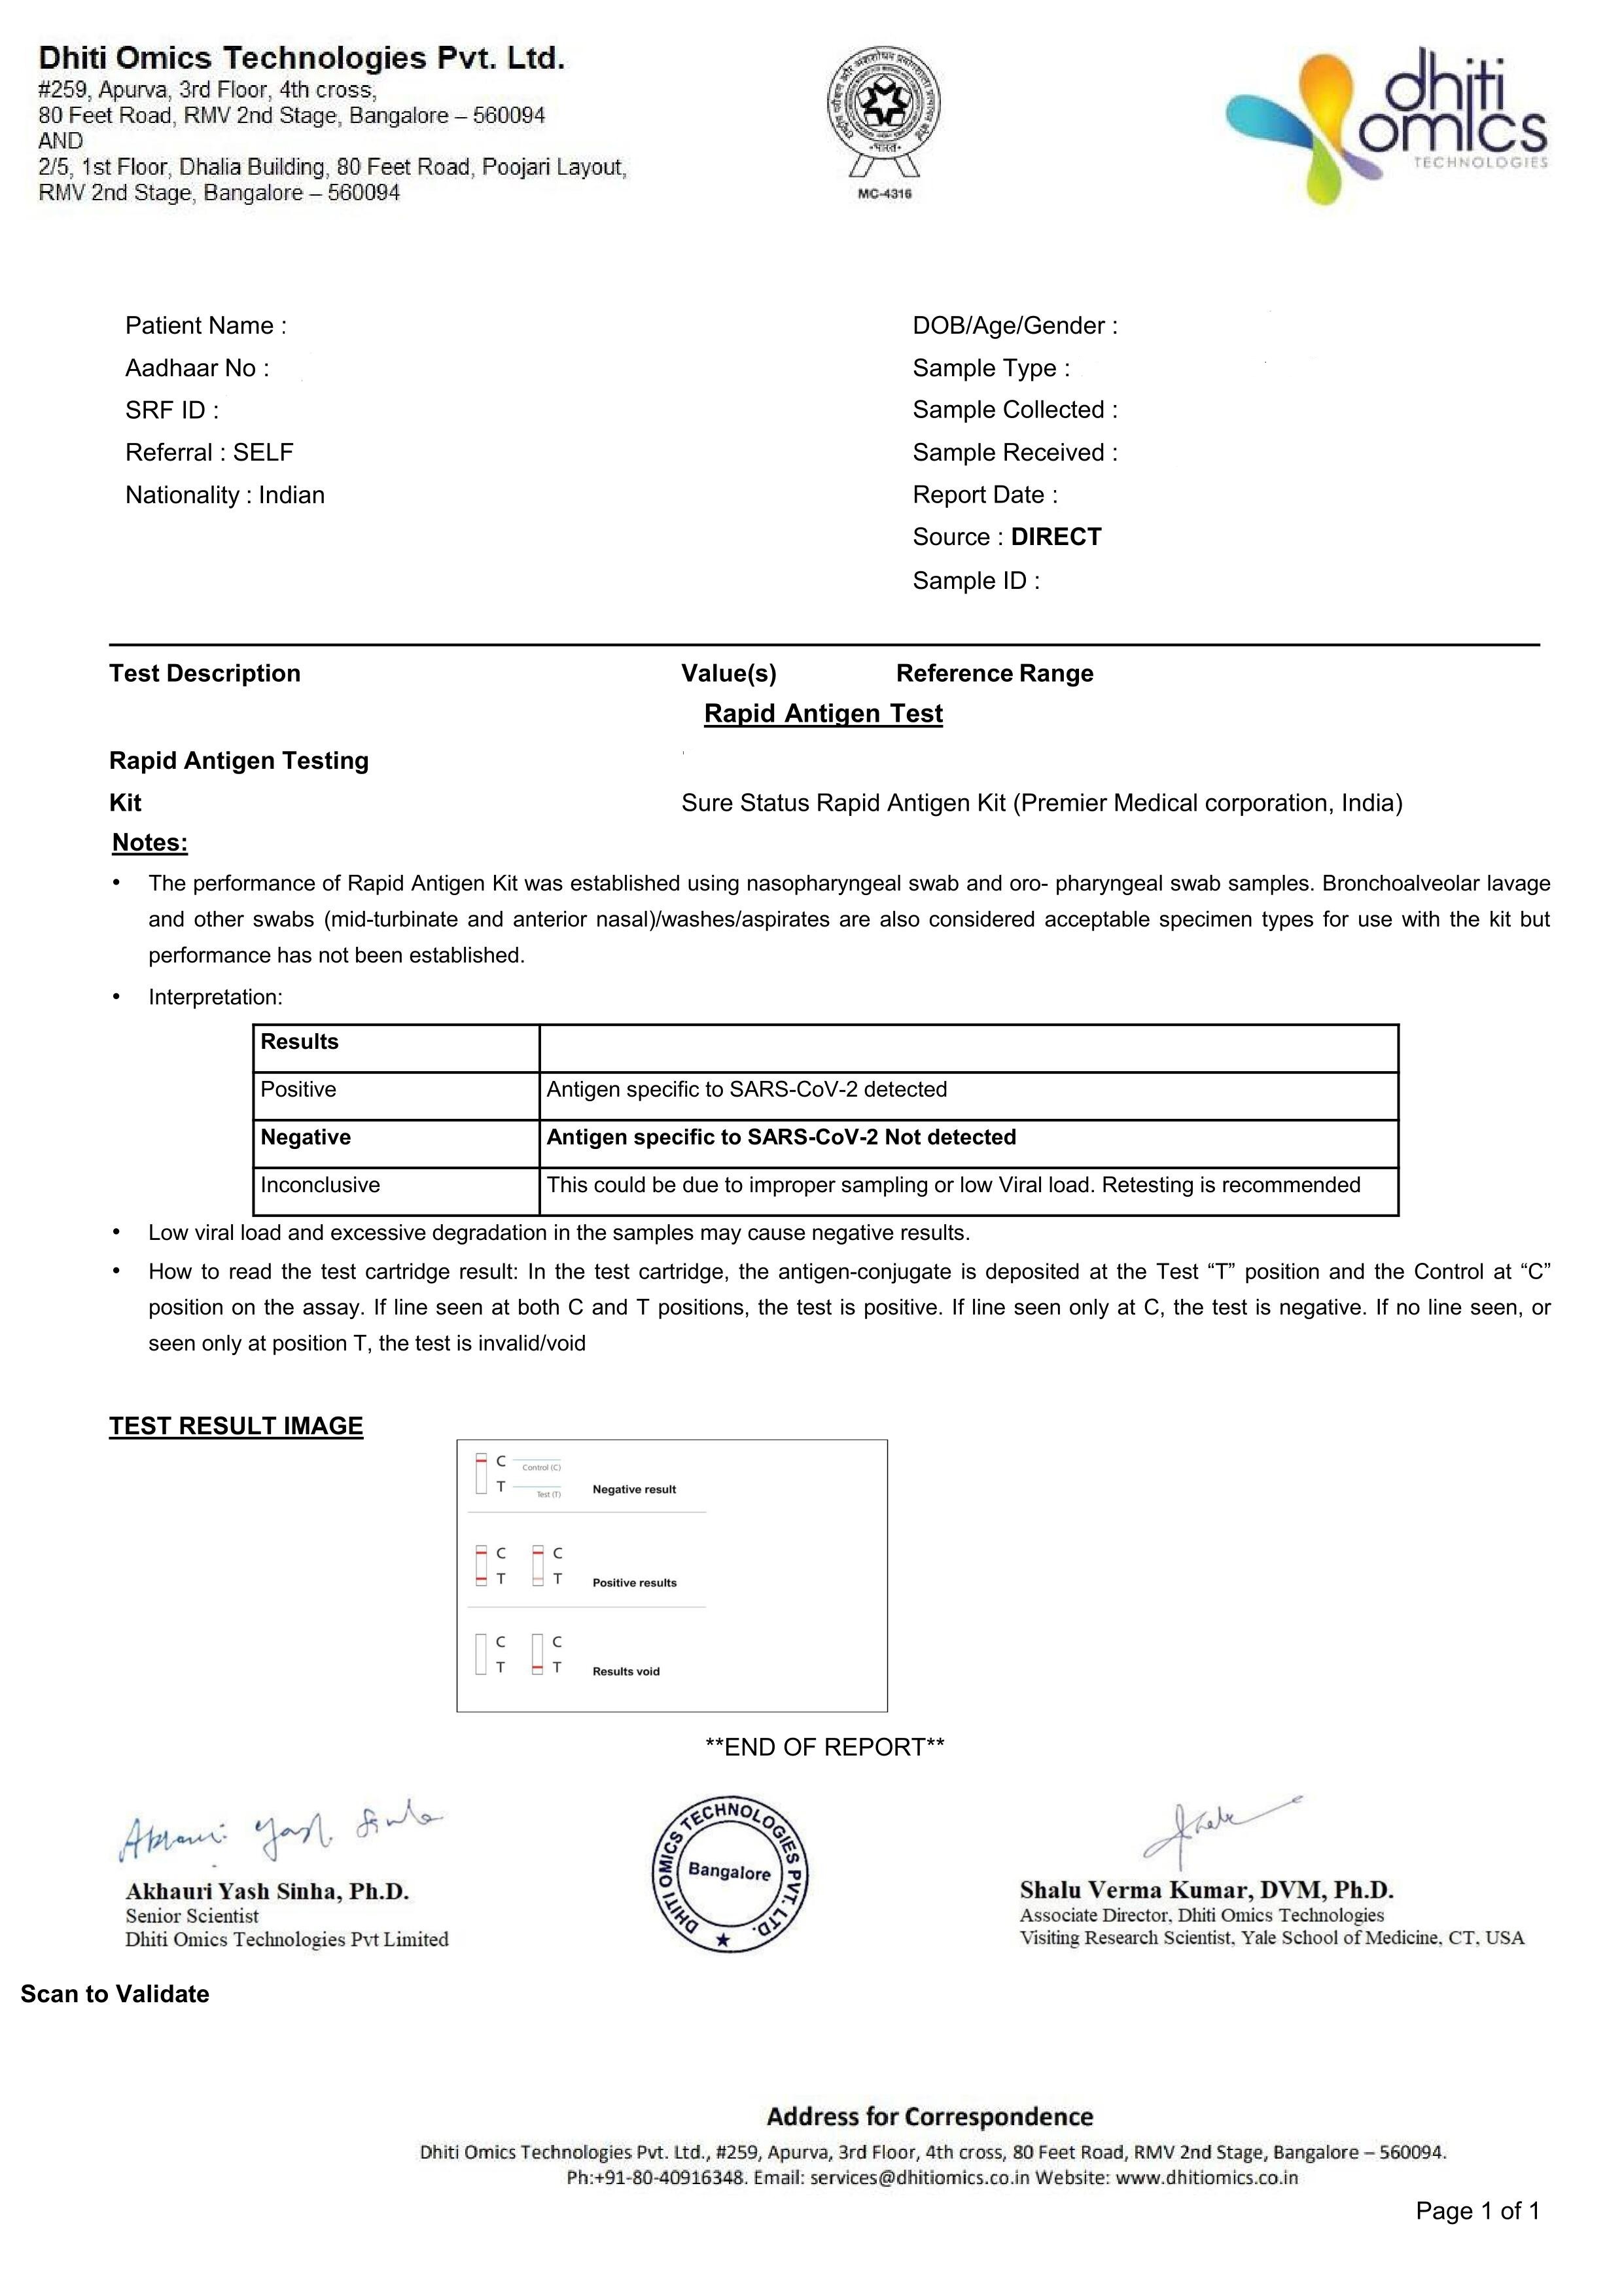 Dhiti Omics Technologies Pvt. Ltd.
#259, Apurva, 3rd Floor, 4th cross,
80 Feet Road, RMV 2nd Stage, Bangalore – 560094
AND
2/5, 1st Floor, Dhalia Building, 80 Feet Road, Poojari Layout,
RMV 2nd Stage, Bangalore – 560094
भारत
MC-4316
dhiti
omics
TECHNOLOGIES
Patient Name :
Aadhaar No :
SRF ID :
Referral : SELF
Nationality : Indian
DOB/Age/Gender :
Sample Type :
Sample Collected :
Sample Received :
Report Date :
Source : DIRECT
Sample ID :
Test Description Value(s) Reference Range
Rapid Antigen Test
Rapid Antigen Testing
Kit Sure Status Rapid Antigen Kit (Premier Medical corporation, India)
Notes:
• The performance of Rapid Antigen Kit was established using nasopharyngeal swab and oro- pharyngeal swab samples. Bronchoalveolar lavage
and other swabs (mid-turbinate and anterior nasal)/washes/aspirates are also considered acceptable specimen types for use with the kit but
performance has not been established.
• Interpretation:
Results
Positive Antigen specific to SARS-CoV-2 detected
Negative Antigen specific to SARS-CoV-2 Not detected
Inconclusive This could be due to improper sampling or low Viral load. Retesting is recommended
• Low viral load and excessive degradation in the samples may cause negative results.
• How to read the test cartridge result: In the test cartridge, the antigen-conjugate is deposited at the Test “T” position and the Control at “C”
position on the assay. If line seen at both C and T positions, the test is positive. If line seen only at C, the test is negative. If no line seen, or
seen only at position T, the test is invalid/void
TEST RESULT IMAGE
C Control (C)
T Test (T) Negative result
C C
T T Positive results
C C
T T Results void
**END OF REPORT**
Akhauri Yash Sinha
Akhauri Yash Sinha, Ph.D.
Senior Scientist
Dhiti Omics Technologies Pvt Limited
DHITI OMICS TECHNOLOGIES PVT. LTD.
Bangalore
Shalu Verma Kumar, DVM, Ph.D.
Associate Director, Dhiti Omics Technologies
Visiting Research Scientist, Yale School of Medicine, CT, USA
Scan to Validate
Address for Correspondence
Dhiti Omics Technologies Pvt. Ltd., #259, Apurva, 3rd Floor, 4th cross, 80 Feet Road, RMV 2nd Stage, Bangalore – 560094.
Ph:+91-80-40916348. Email: services@dhitiomics.co.in Website: www.dhitiomics.co.in
Page 1 of 1